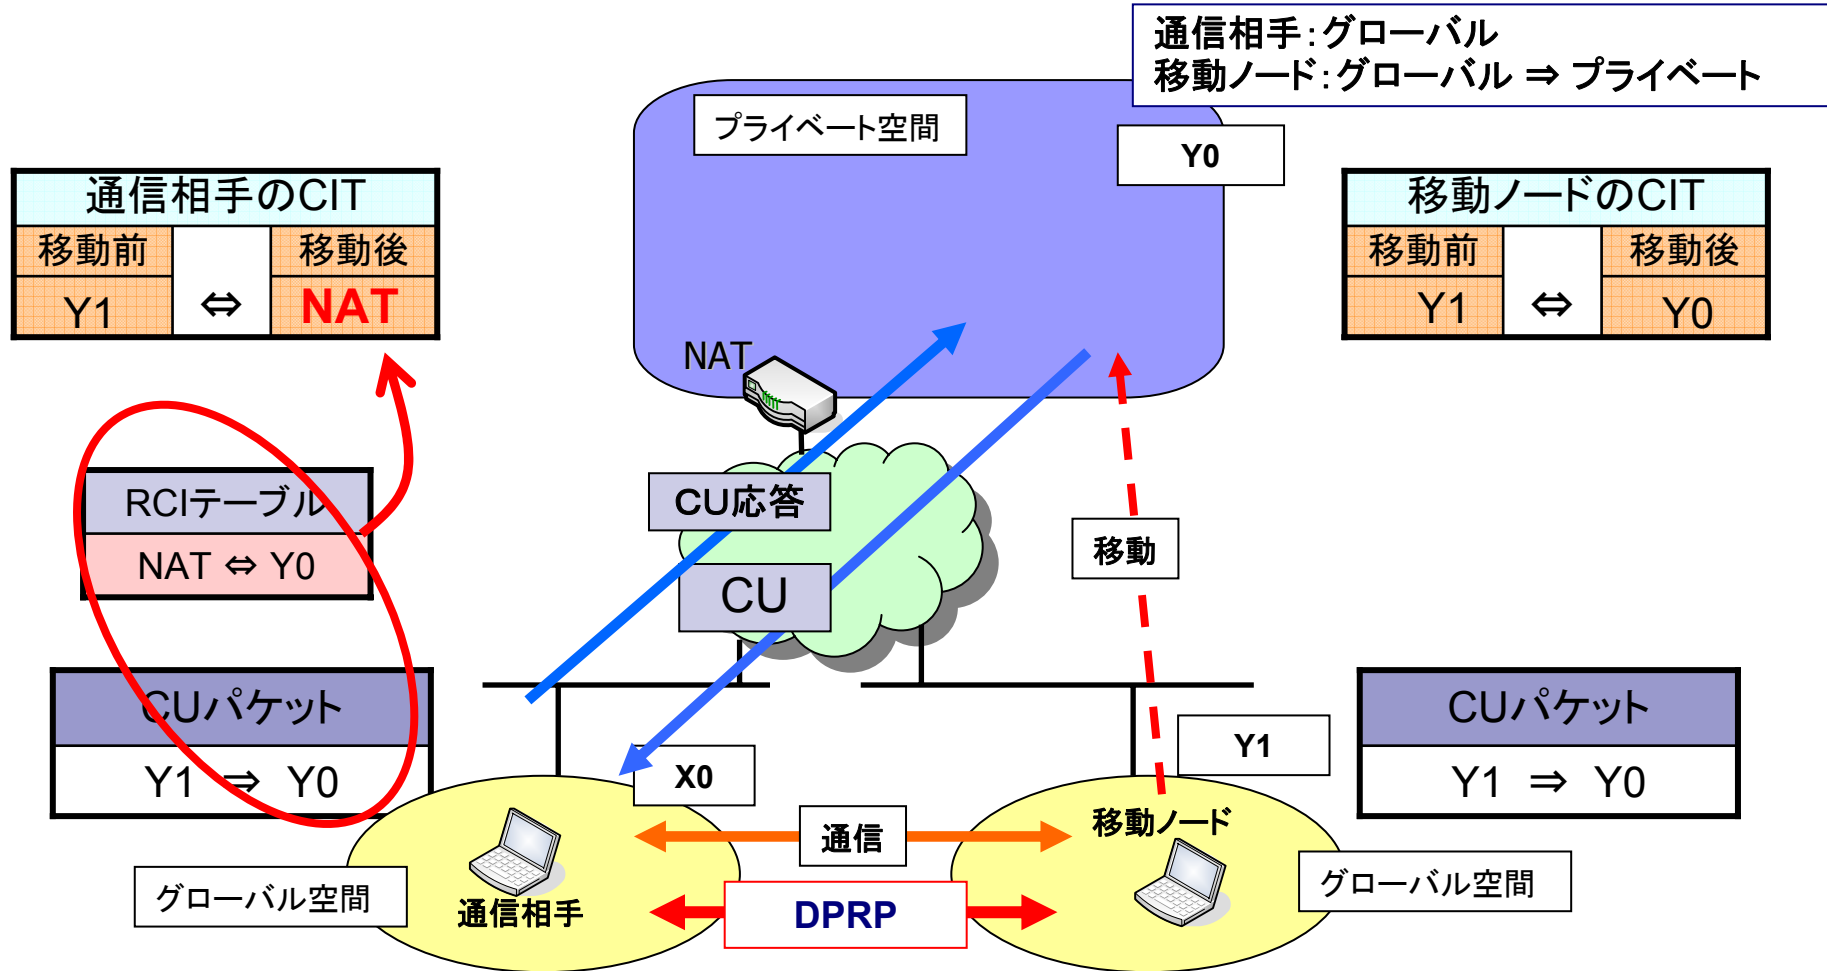 通信相手：グローバル
移動ノード：グローバル ⇒ プライベート
プライベート空間
Y0
通信相手のCIT
移動前 移動後
Y1 ⇔ NAT
移動ノードのCIT
移動前 移動後
Y1 ⇔ Y0
NAT
RCIテーブル
NAT ⇔ Y0
CU応答
CU
移動
CUパケット
Y1 ⇒ Y0
X0
Y1
CUパケット
Y1 ⇒ Y0
通信
移動ノード
グローバル空間
通信相手
DPRP
グローバル空間